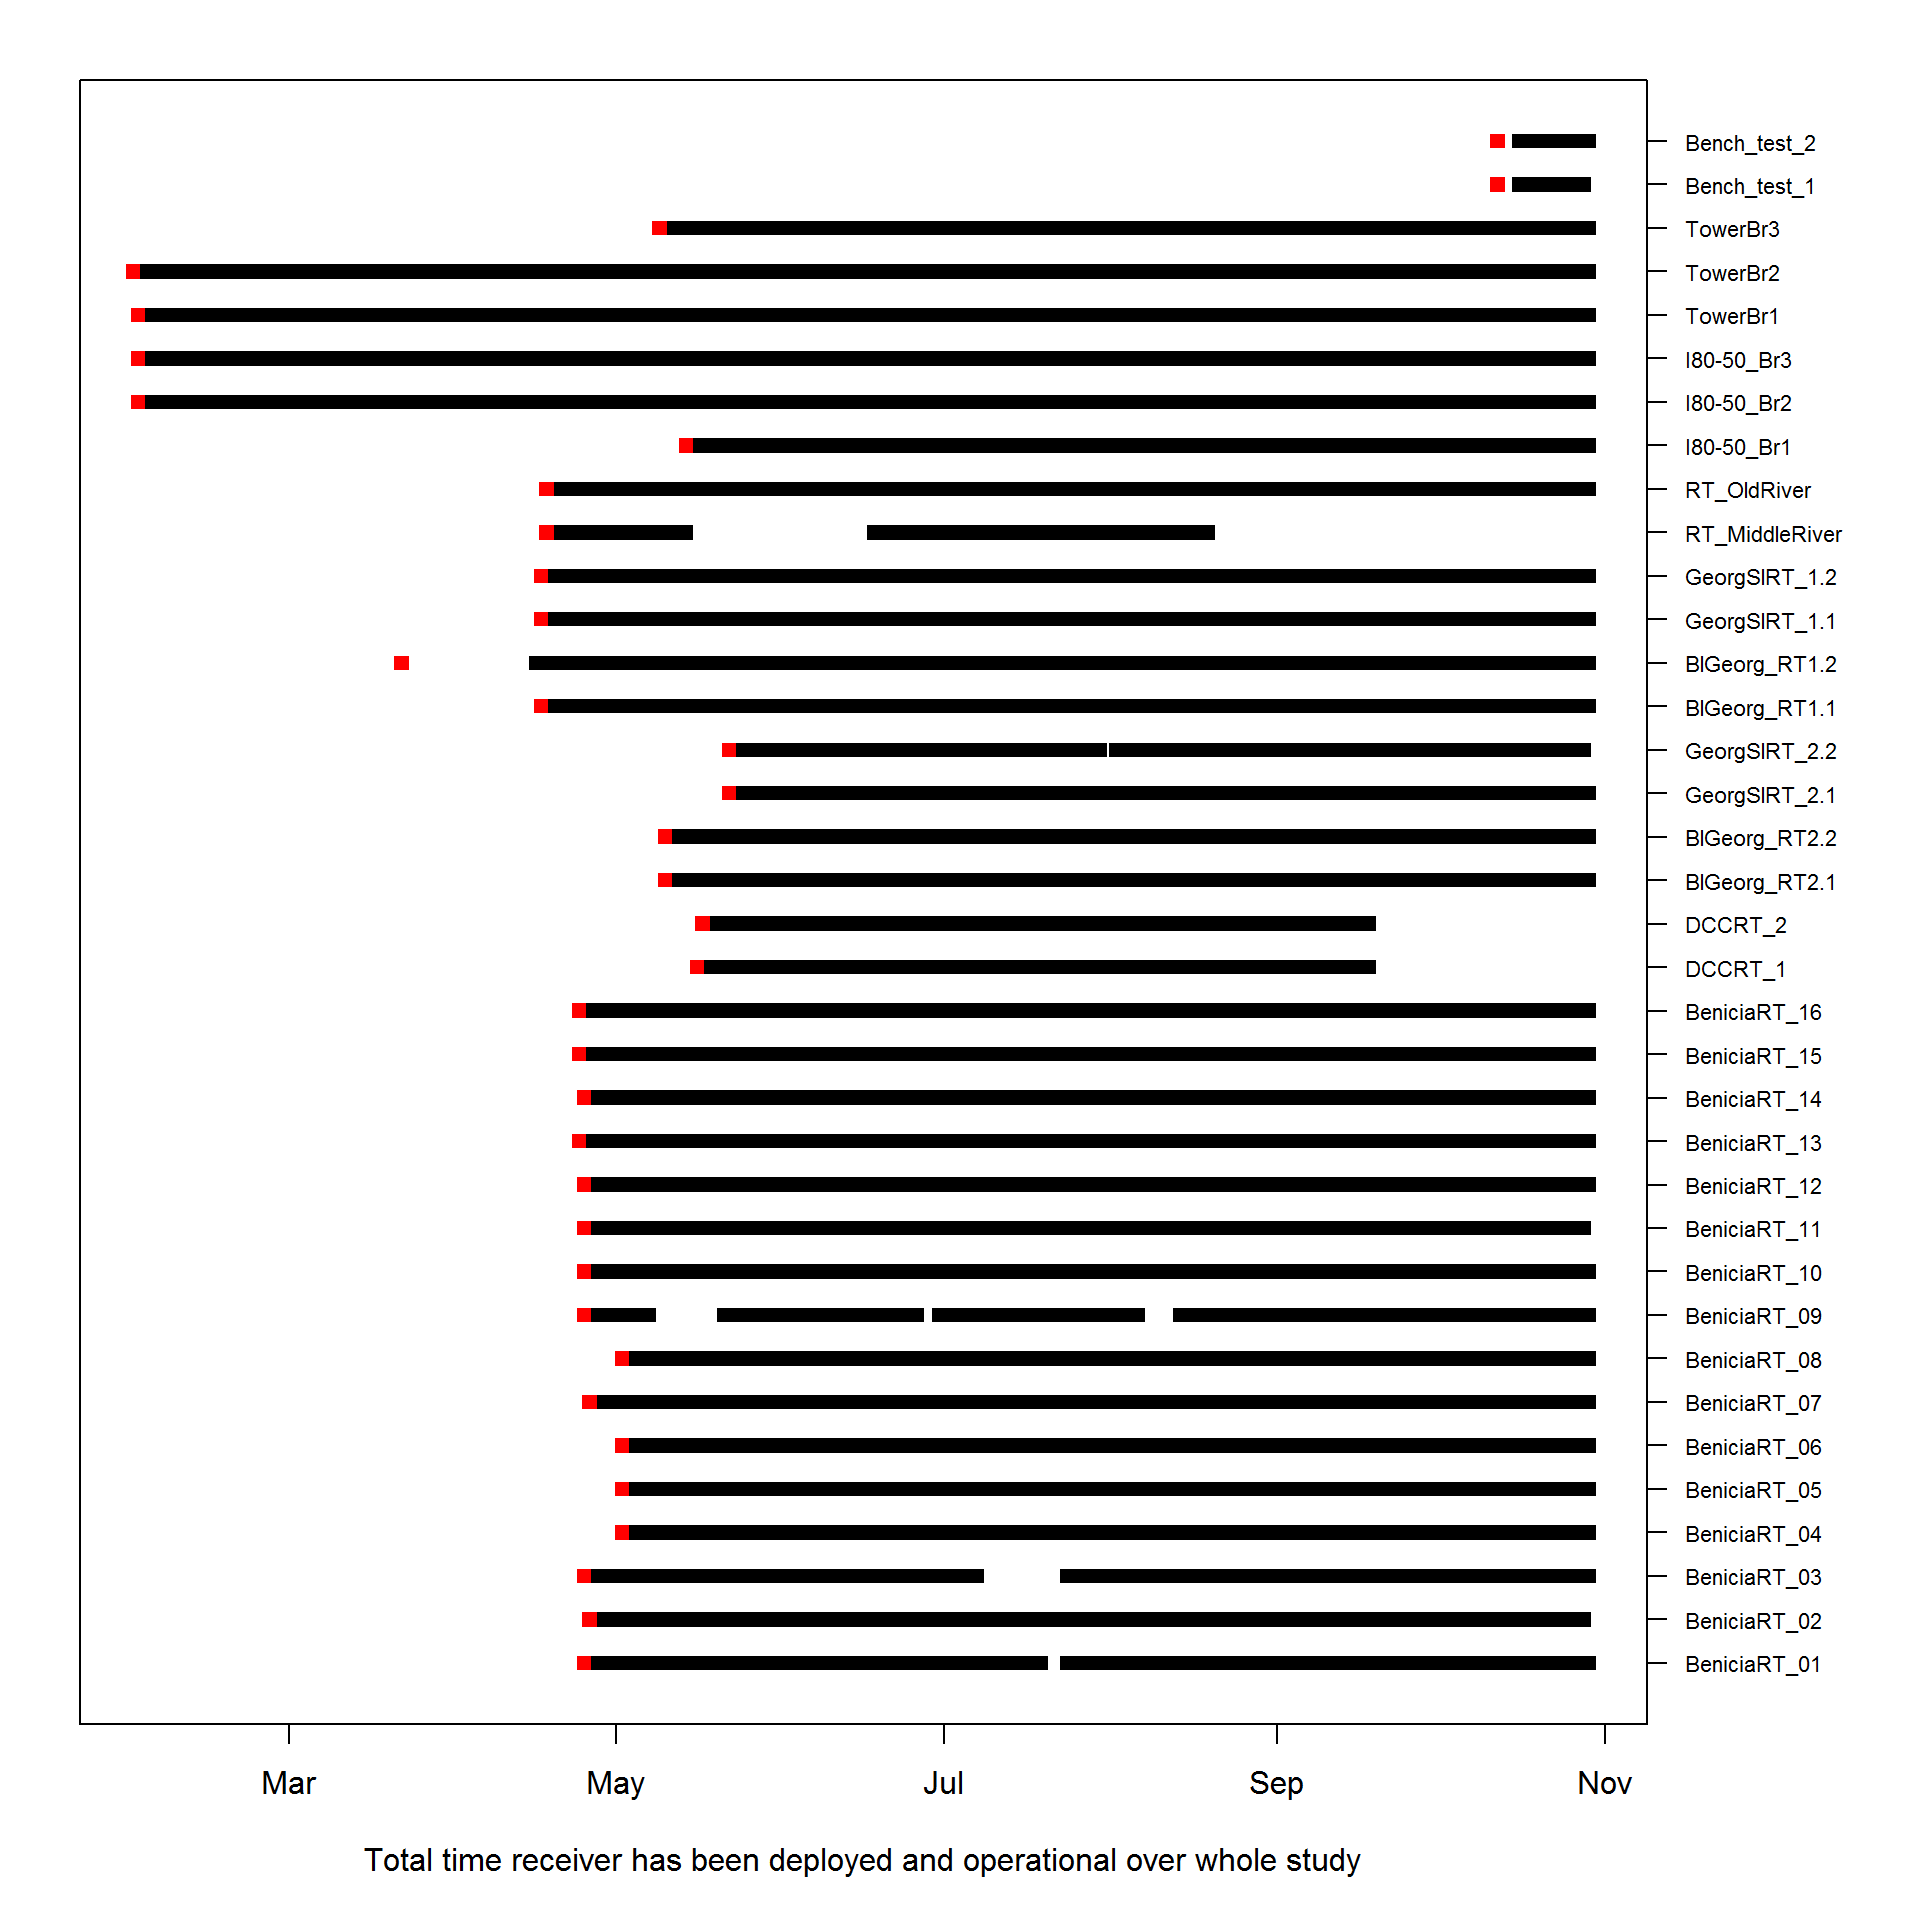 Bench_test_2
Bench_test_1
TowerBr3
TowerBr2
TowerBr1
I80-50_Br3
I80-50_Br2
I80-50_Br1
RT_OldRiver
RT_MiddleRiver
GeorgSlRT_1.2
GeorgSlRT_1.1
BlGeorg_RT1.2
BlGeorg_RT1.1
GeorgSlRT_2.2
GeorgSlRT_2.1
BlGeorg_RT2.2
BlGeorg_RT2.1
DCCRT_2
DCCRT_1
BeniciaRT_16
BeniciaRT_15
BeniciaRT_14
BeniciaRT_13
BeniciaRT_12
BeniciaRT_11
BeniciaRT_10
BeniciaRT_09
BeniciaRT_08
BeniciaRT_07
BeniciaRT_06
BeniciaRT_05
BeniciaRT_04
BeniciaRT_03
BeniciaRT_02
BeniciaRT_01
Mar May Jul Sep Nov
Total time receiver has been deployed and operational over whole study